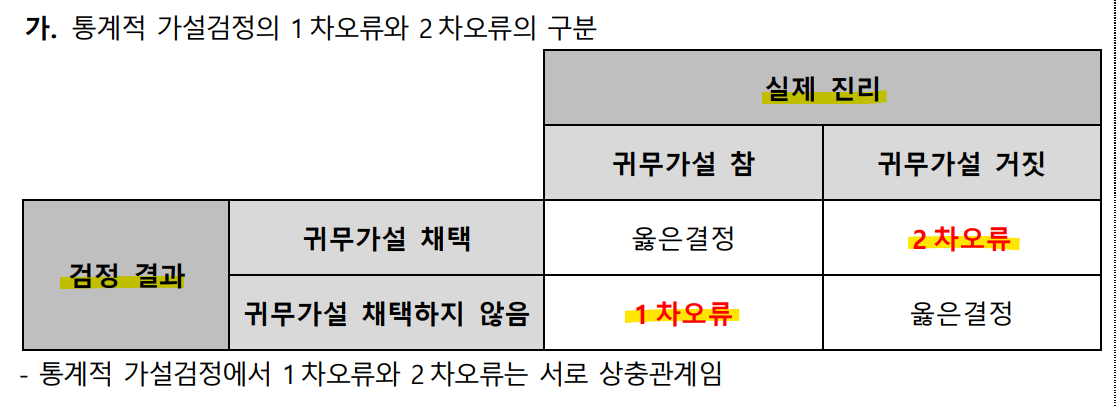 가. 통계적 가설검정의 1차오류와 2차오류의 구분
실제 진리
귀무가설 참 귀무가설 거짓
검정 결과
귀무가설 채택 옳은결정 2차오류
귀무가설 채택하지 않음 1차오류 옳은결정
- 통계적 가설검정에서 1차오류와 2차오류는 서로 상충관계임